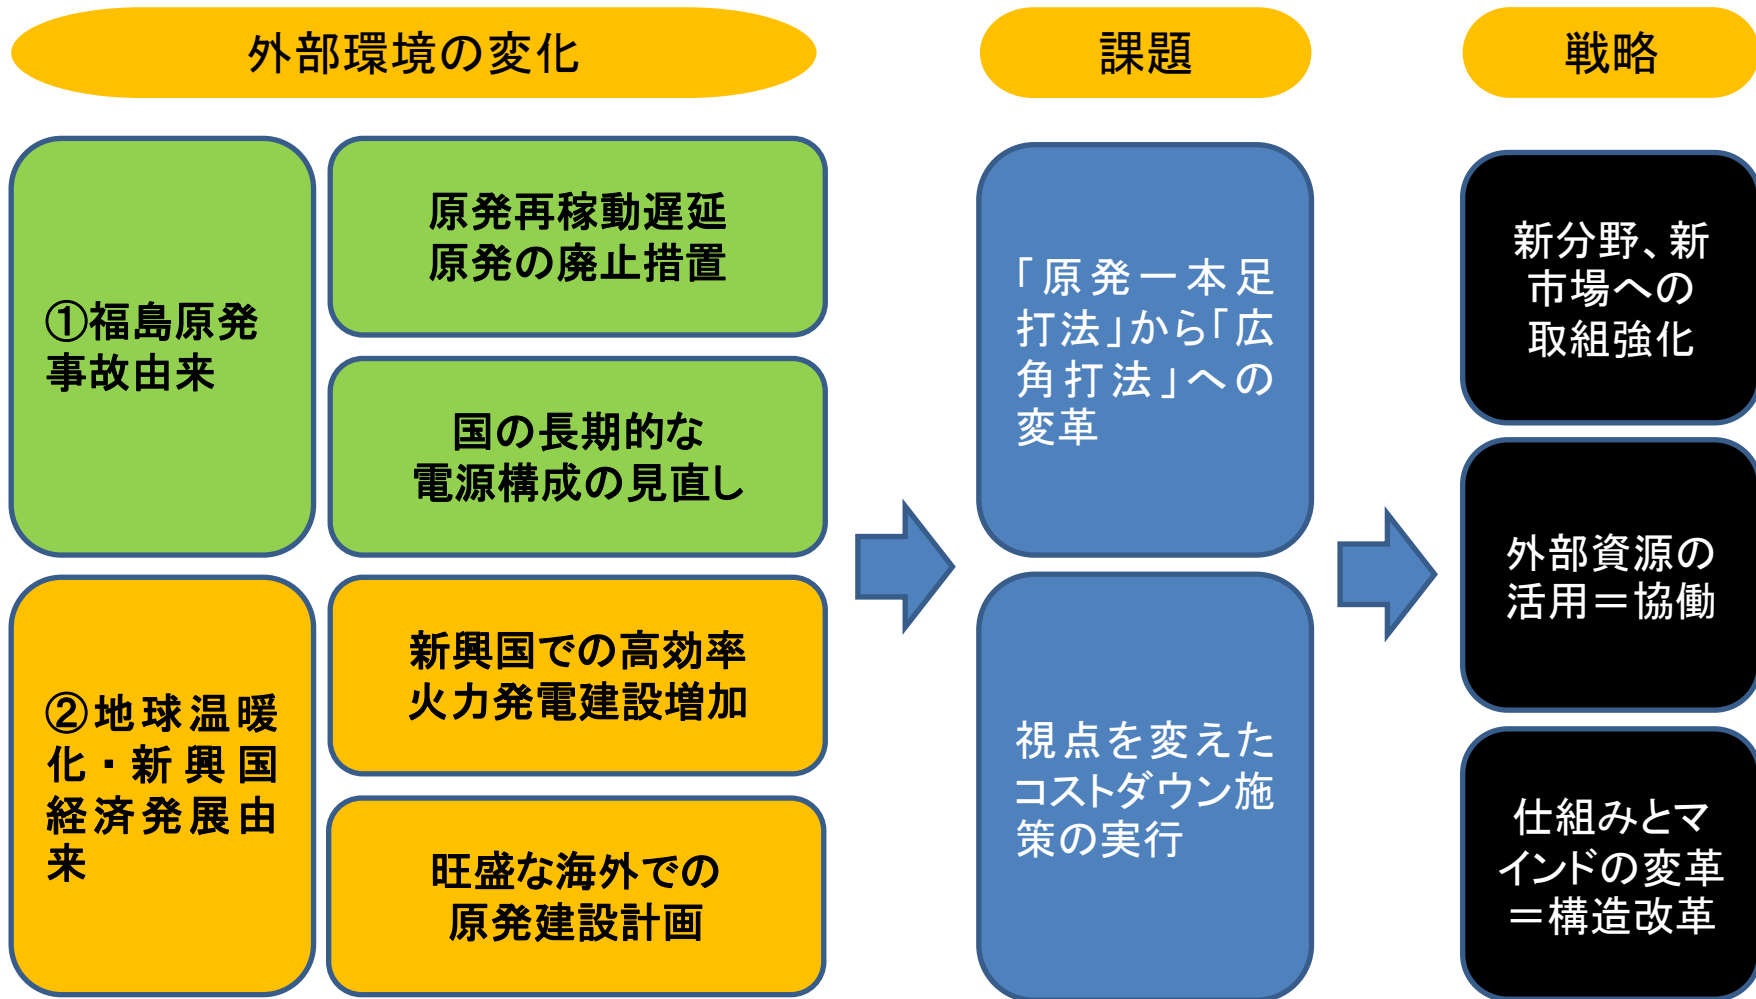 外部環境の変化
課題
戦略
①福島原発
事故由来
原発再稼動遅延
原発の廃止措置
国の長期的な
電源構成の見直し
②地球温暖
化・新興国
経済発展由
来
新興国での高効率
火力発電建設増加
旺盛な海外での
原発建設計画
「原発一本足
打法」から「広
角打法」への
変革
視点を変えた
コストダウン施
策の実行
新分野、新
市場への
取組強化
外部資源の
活用＝協働
仕組みとマ
インドの変革
＝構造改革